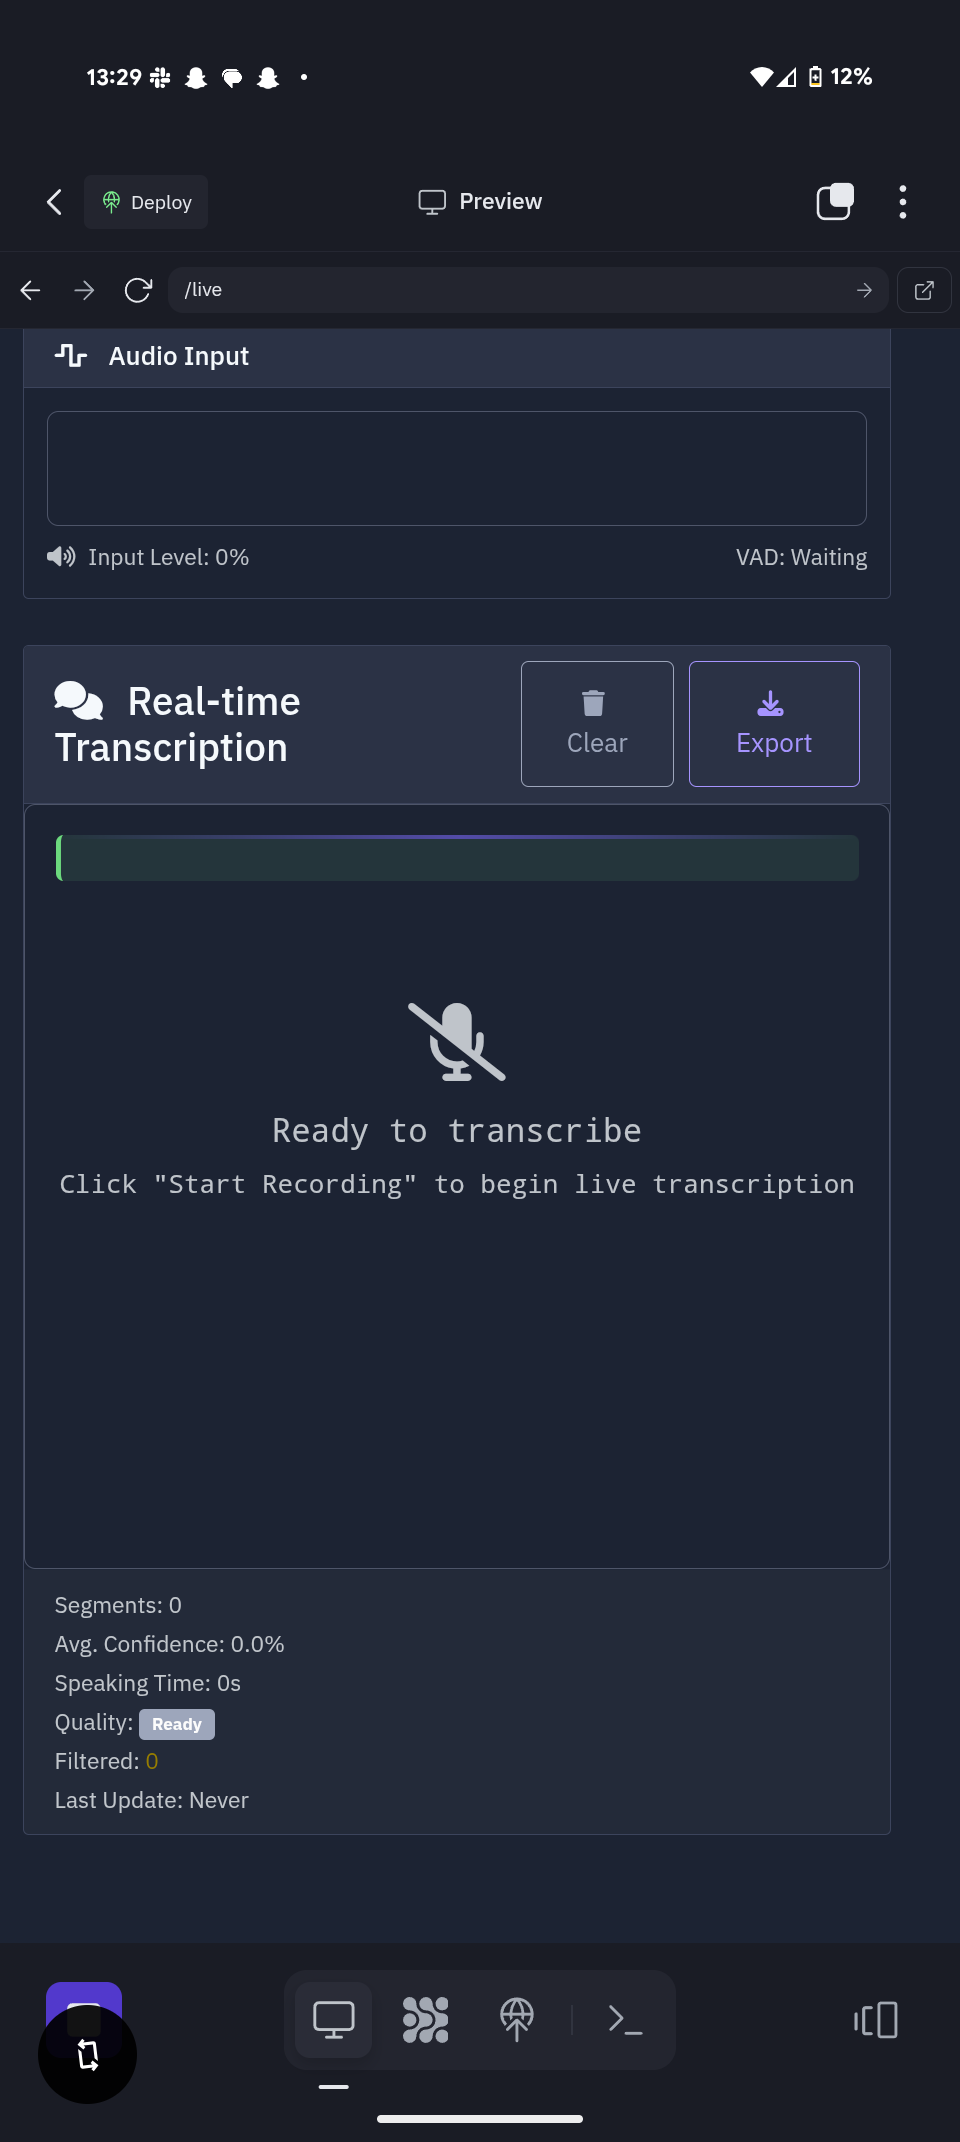 13:29
12%
Deploy
Preview
/live
Audio Input
Input Level: 0%
VAD: Waiting
Real-time
Transcription
Clear
Export
Ready to transcribe
Click "Start Recording" to begin live transcription
Segments: 0
Avg. Confidence: 0.0%
Speaking Time: 0s
Quality: Ready
Filtered: 0
Last Update: Never